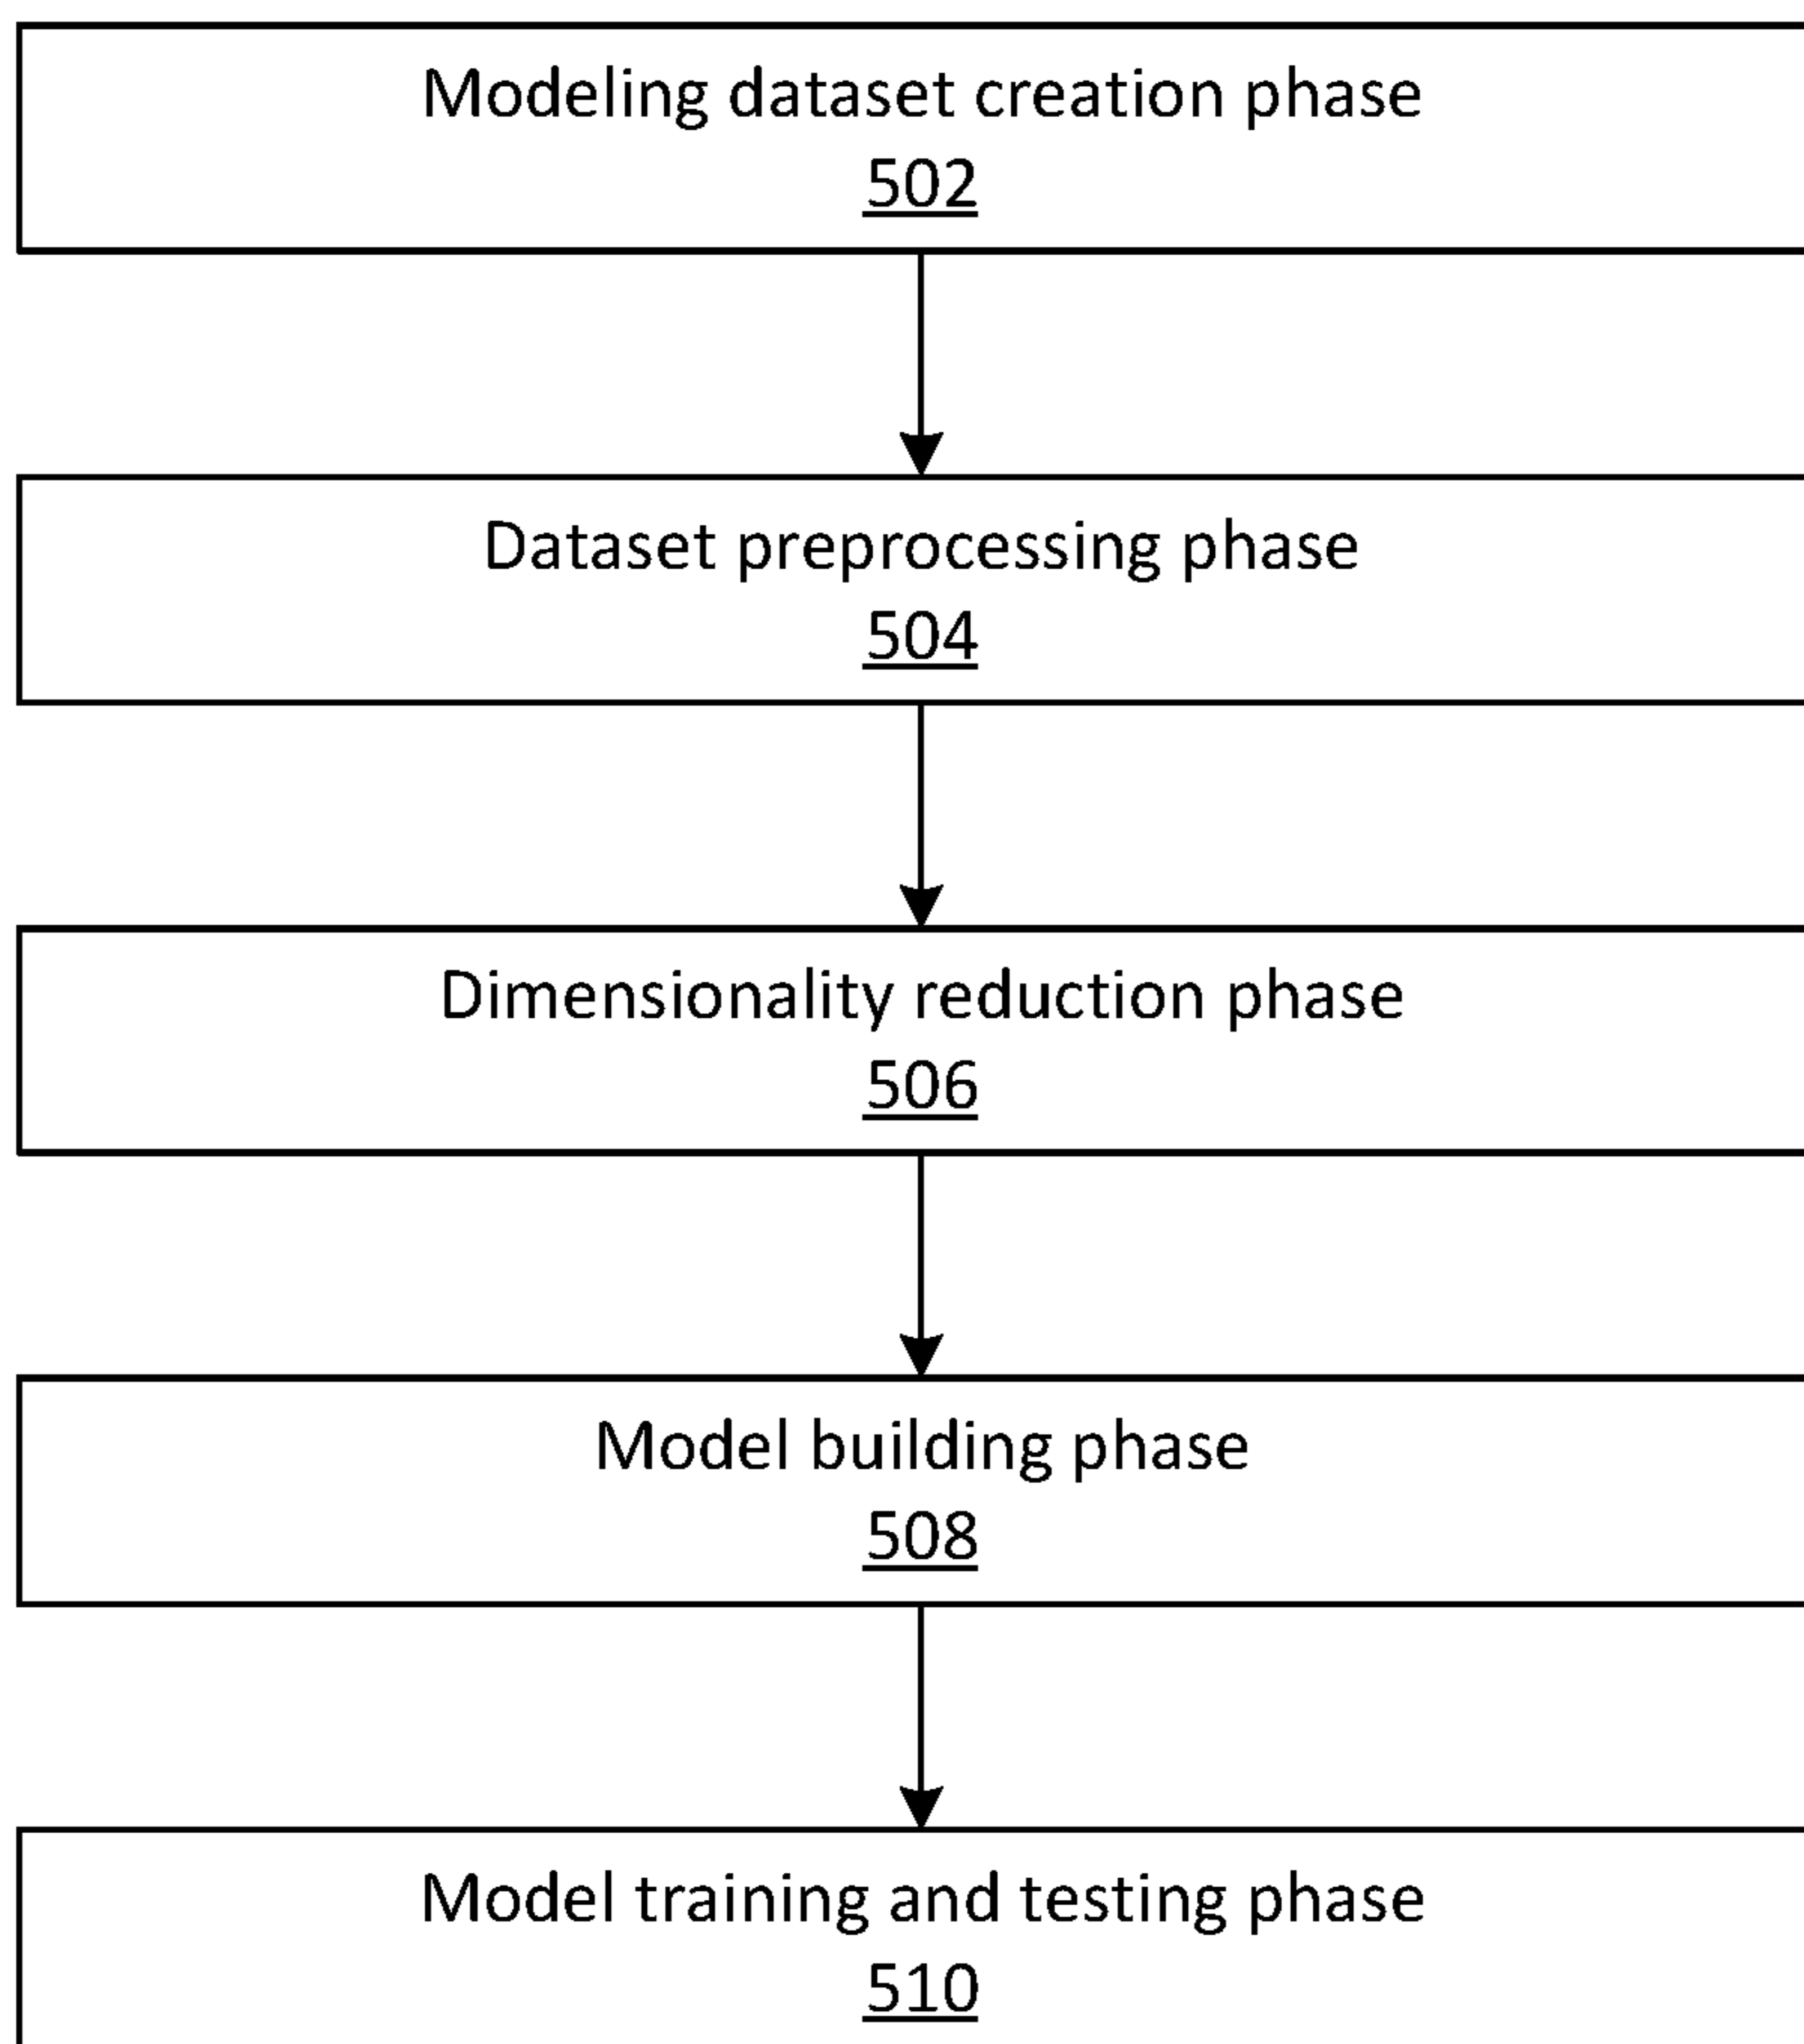 Modeling dataset creation phase
502
Dataset preprocessing phase
504
Dimensionality reduction phase
506
Model building phase
508
Model training and testing phase
510